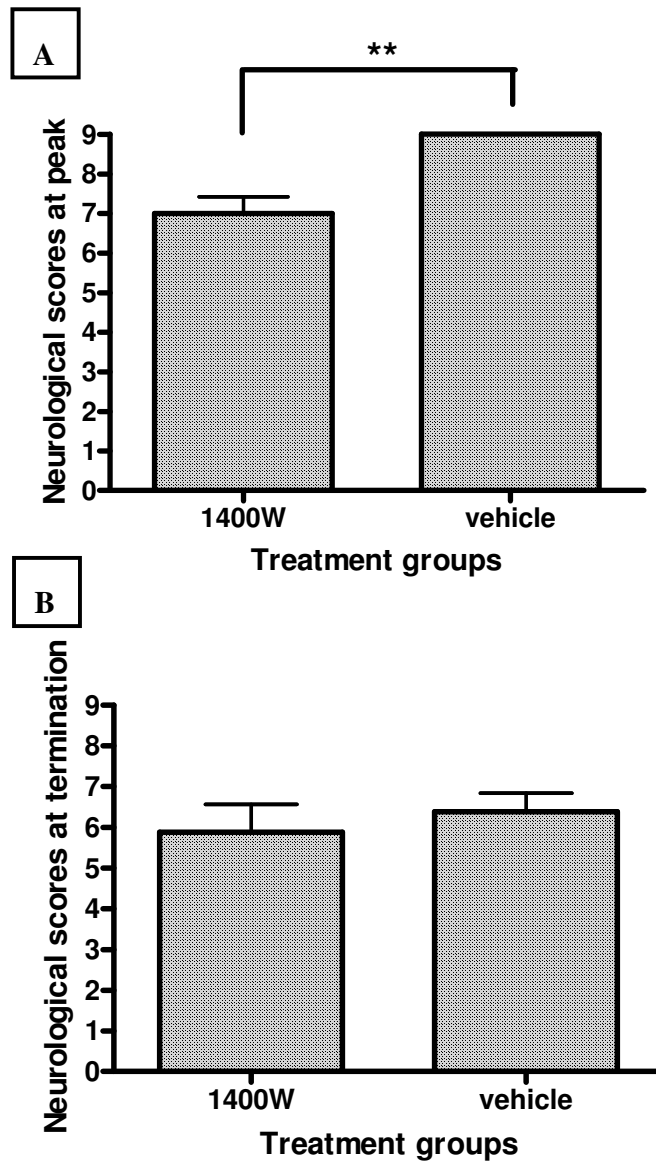 A
**
Neurological scores at peak
9
8
7
6
5
4
3
2
1
0
1400W vehicle
Treatment groups
B
Neurological scores at termination
9
8
7
6
5
4
3
2
1
0
1400W vehicle
Treatment groups